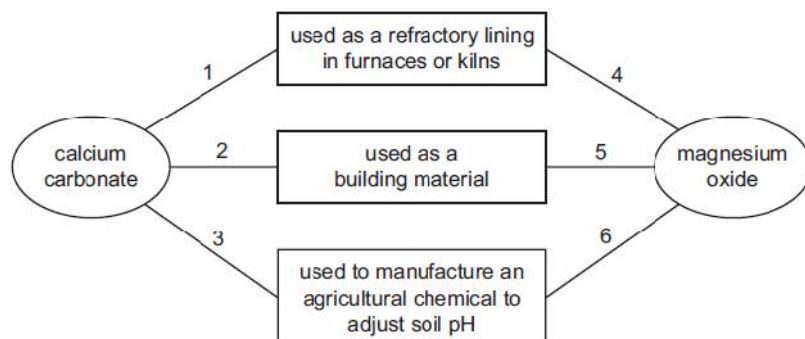 used as a refractory lining
in furnaces or kilns
1
4
calcium
carbonate
2
used as a
building material
5
magnesium
oxide
3
6
used to manufacture an
agricultural chemical to
adjust soil pH